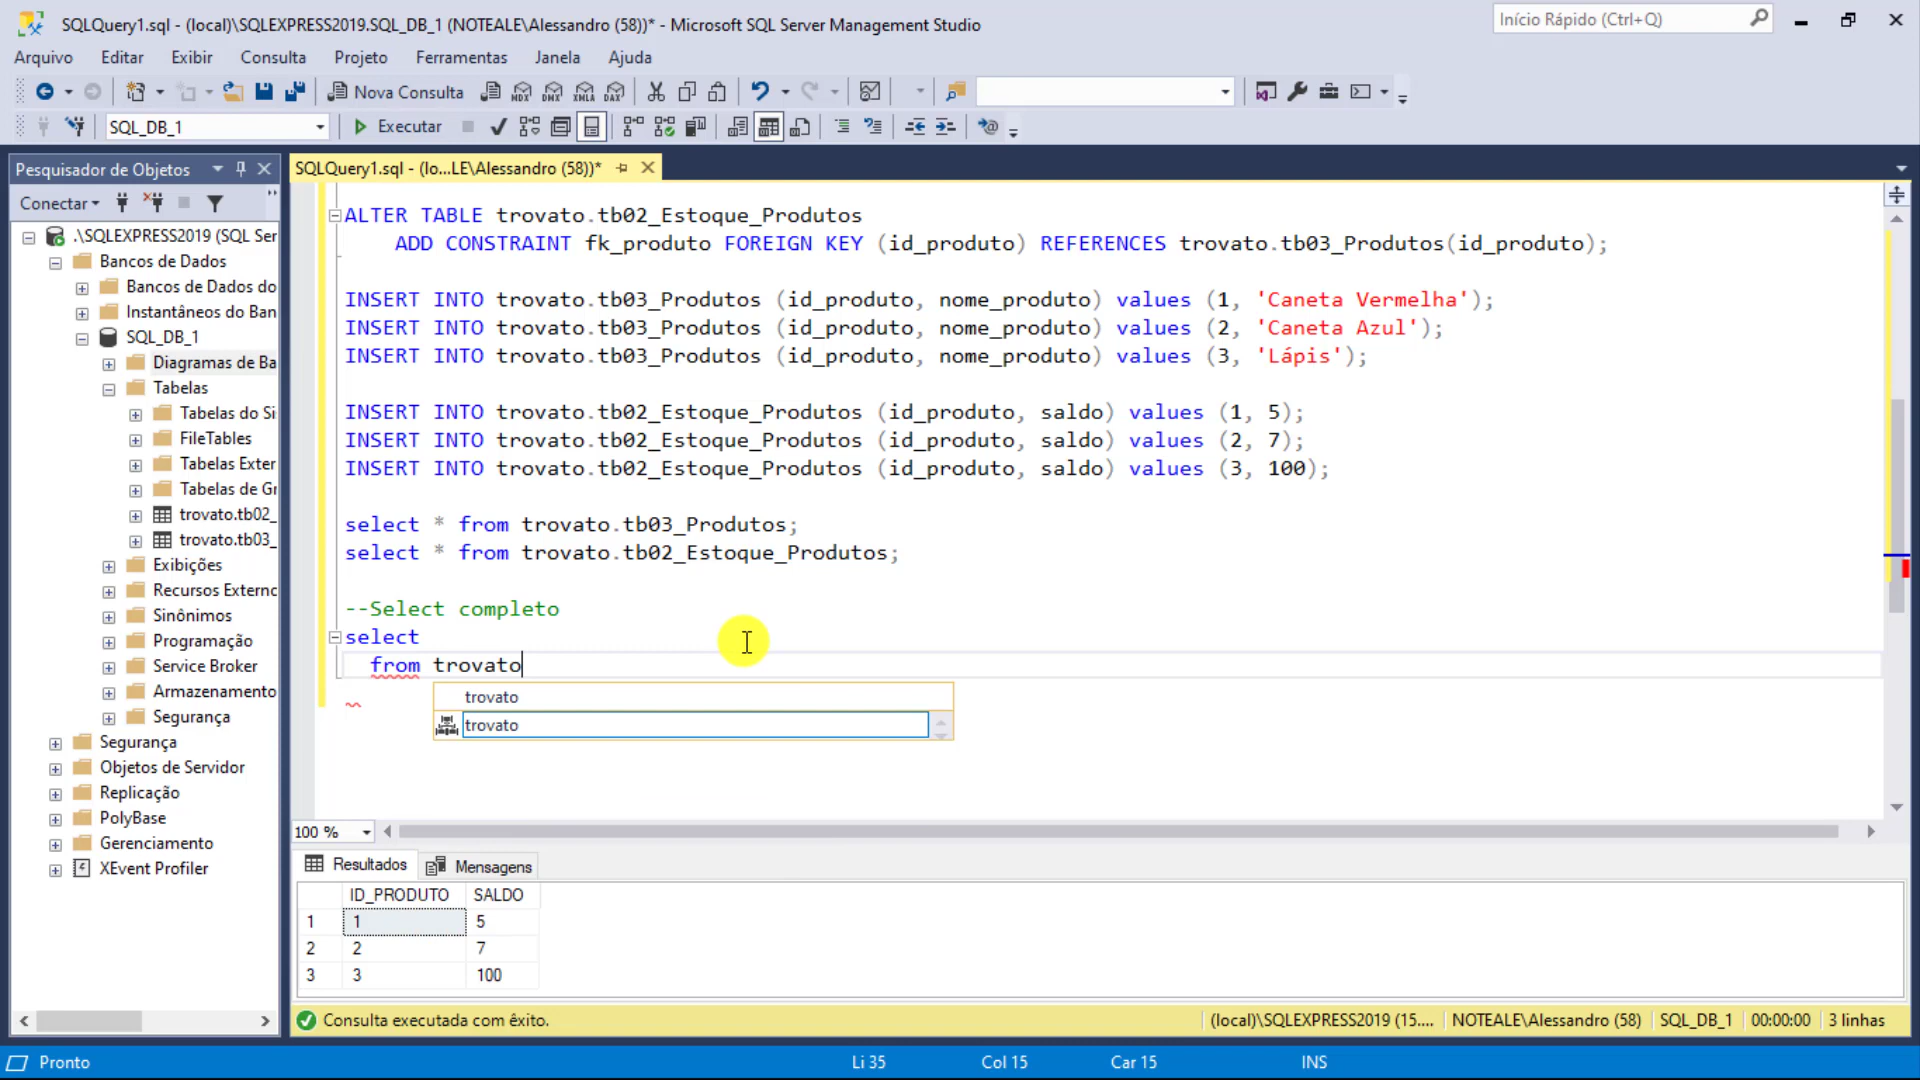 SQLQuery1.sql - (local)\SQLEXPRESS2019.SQL_DB_1 (NOTEALE\Alessandro (58))* - Microsoft SQL Server Management Studio
Início Rápido (Ctrl+Q)
Arquivo Editar Exibir Consulta Projeto Ferramentas Janela Ajuda
Nova Consulta MDX DMX XMLA DAX
SQL_DB_1 Executar
Pesquisador de Objetos
Conectar
.\SQLEXPRESS2019 (SQL Ser
Bancos de Dados
Bancos de Dados do
Instantâneos do Ban
SQL_DB_1
Diagramas de Ba
Tabelas
Tabelas do Si
FileTables
Tabelas Exter
Tabelas de Gr
trovato.tb02_
trovato.tb03_
Exibições
Recursos Externo
Sinônimos
Programação
Service Broker
Armazenamento
Segurança
Segurança
Objetos de Servidor
Replicação
PolyBase
Gerenciamento
XEvent Profiler
SQLQuery1.sql - (lo...LE\Alessandro (58))*
ALTER TABLE trovato.tb02_Estoque_Produtos
ADD CONSTRAINT fk_produto FOREIGN KEY (id_produto) REFERENCES trovato.tb03_Produtos(id_produto);
INSERT INTO trovato.tb03_Produtos (id_produto, nome_produto) values (1, 'Caneta Vermelha');
INSERT INTO trovato.tb03_Produtos (id_produto, nome_produto) values (2, 'Caneta Azul');
INSERT INTO trovato.tb03_Produtos (id_produto, nome_produto) values (3, 'Lápis');
INSERT INTO trovato.tb02_Estoque_Produtos (id_produto, saldo) values (1, 5);
INSERT INTO trovato.tb02_Estoque_Produtos (id_produto, saldo) values (2, 7);
INSERT INTO trovato.tb02_Estoque_Produtos (id_produto, saldo) values (3, 100);
select * from trovato.tb03_Produtos;
select * from trovato.tb02_Estoque_Produtos;
--Select completo
select
from trovato
trovato
trovato
100 %
Resultados Mensagens
ID_PRODUTO SALDO
1 1 5
2 2 7
3 3 100
Consulta executada com êxito. (local)\SQLEXPRESS2019 (15.... NOTEALE\Alessandro (58) SQL_DB_1 00:00:00 3 linhas
Pronto Li 35 Col 15 Car 15 INS